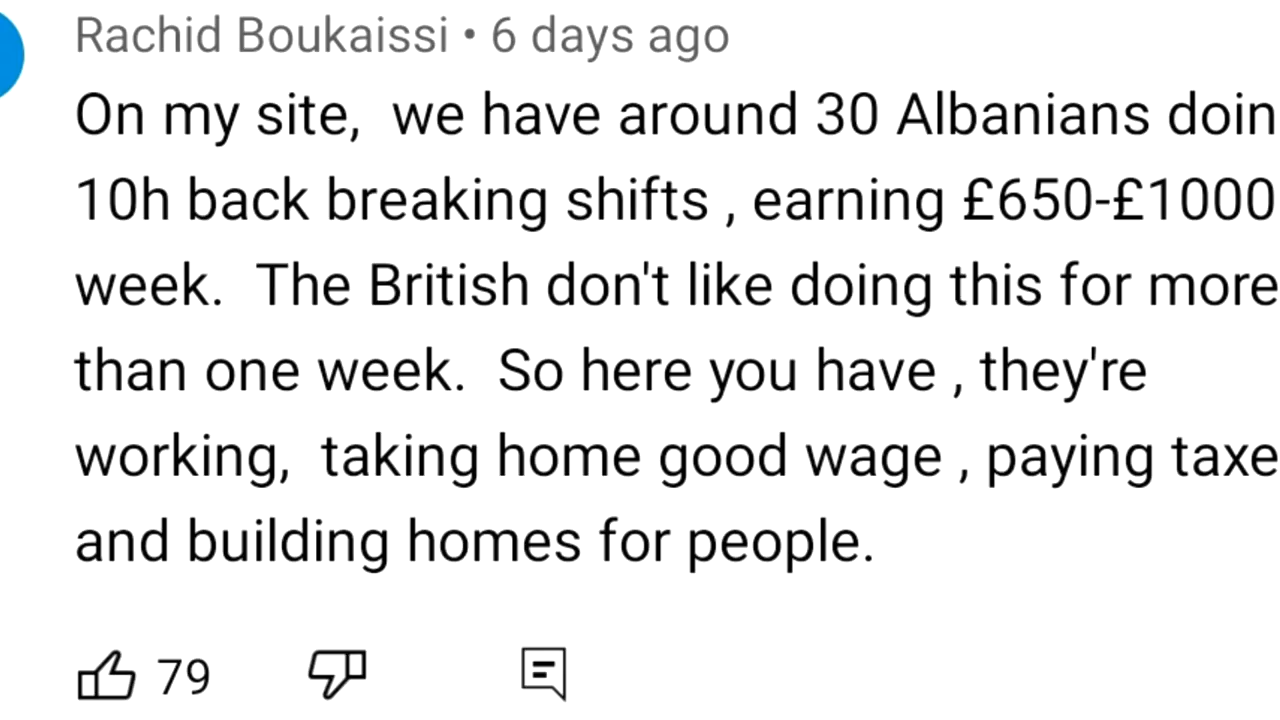 Rachid Boukaissi • 6 days ago
On my site,  we have around 30 Albanians doin
10h back breaking shifts , earning £650-£1000
week.  The British don't like doing this for more
than one week.  So here you have , they're
working,  taking home good wage , paying taxe
and building homes for people.
79